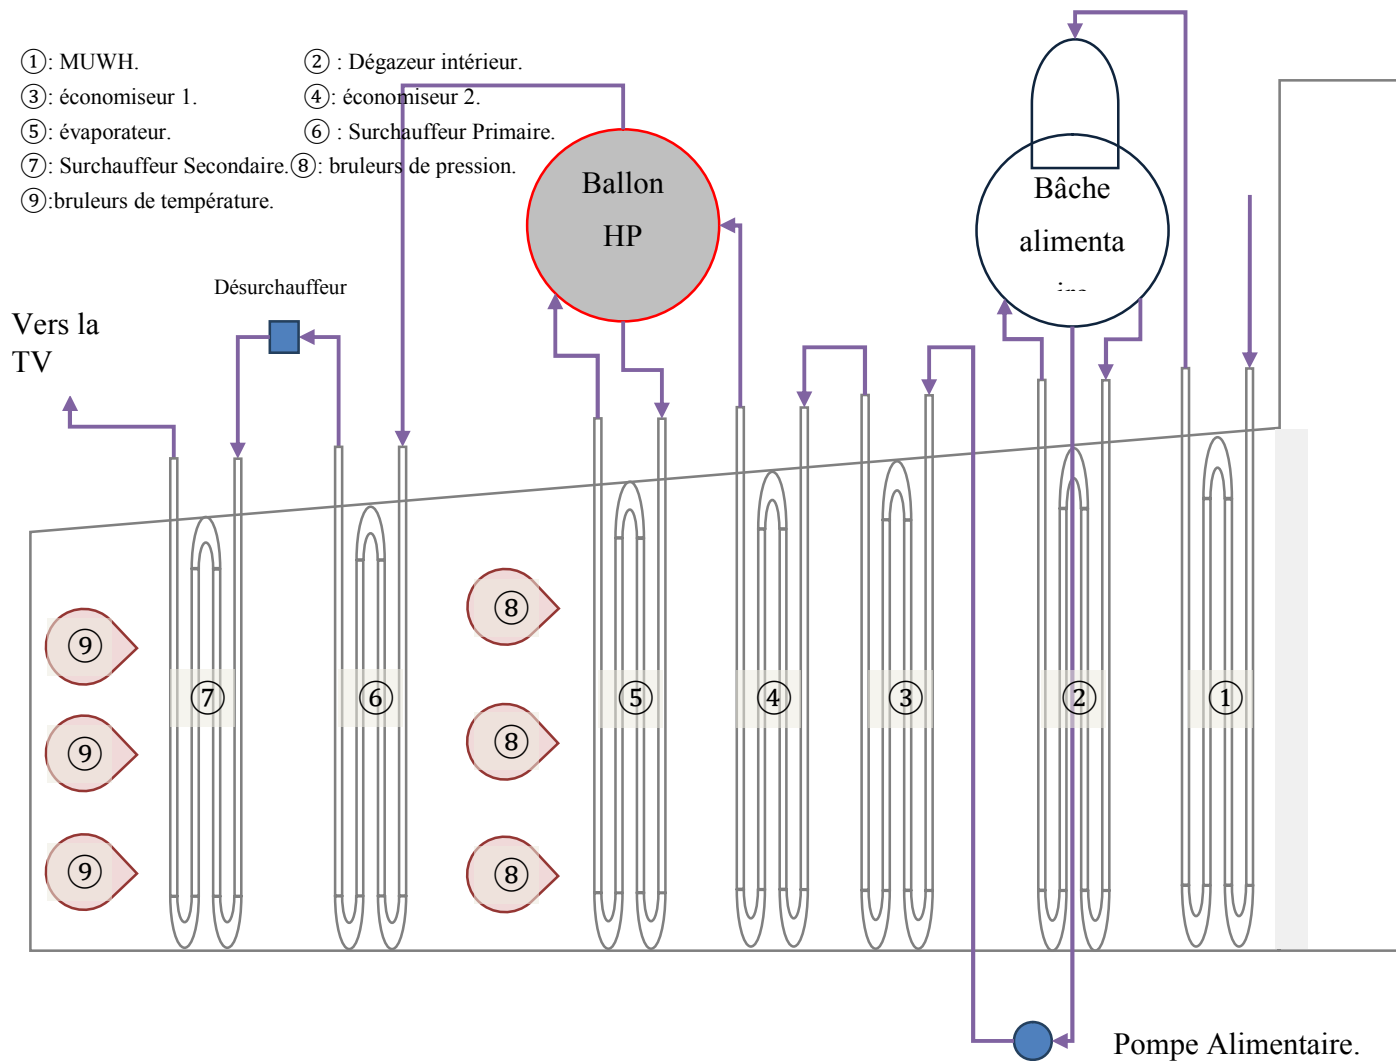 ①: MUWH. ② : Dégazeur intérieur.
③: économiseur 1. ④: économiseur 2.
⑤: évaporateur. ⑥ : Surchauffeur Primaire.
⑦: Surchauffeur Secondaire. ⑧: bruleurs de pression.
⑨:bruleurs de température.
Ballon
HP
Bâche
alimenta
Désurchauffeur
Vers la
TV
⑧
⑨
⑦
⑥
⑤
④
③
②
①
⑧
⑨
⑧
⑨
Pompe Alimentaire.